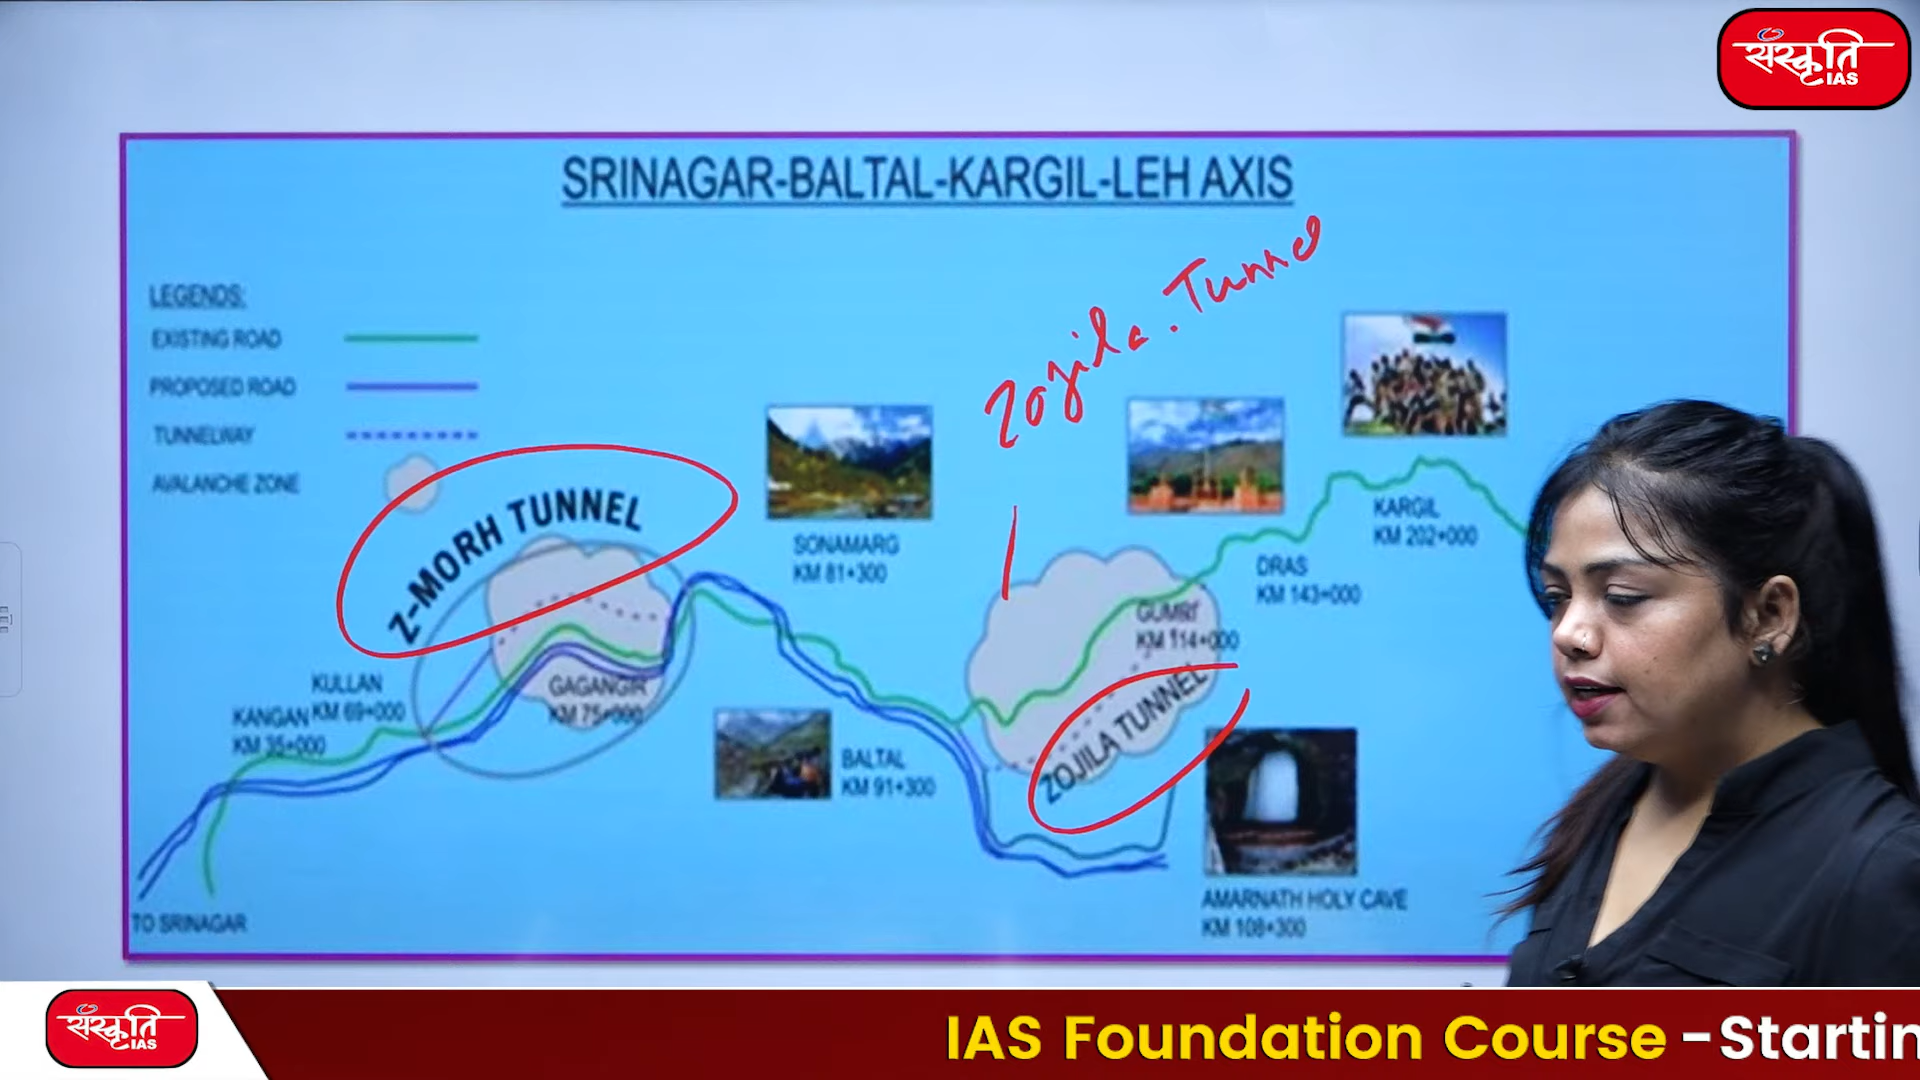 संस्कृति
IAS
SRINAGAR-BALTAL-KARGIL-LEH AXIS
LEGENDS:
EXISTING ROAD
PROPOSED ROAD
TUNNELWAY
AVALANCHE ZONE
Z-MORH TUNNEL
Zojila. Tunnel
SONAMARG
KM 81+300
KARGIL
KM 202+000
DRAS
KM 143+000
GUMRI
KM 114+000
KULLAN
KM 69+000
KANGAN
KM 35+000
GAGANGIR
KM 75+000
ZOJILA TUNNEL
BALTAL
KM 91+300
AMARNATH HOLY CAVE
KM 108+300
TO SRINAGAR
संस्कृति
IAS
IAS Foundation Course - Startin